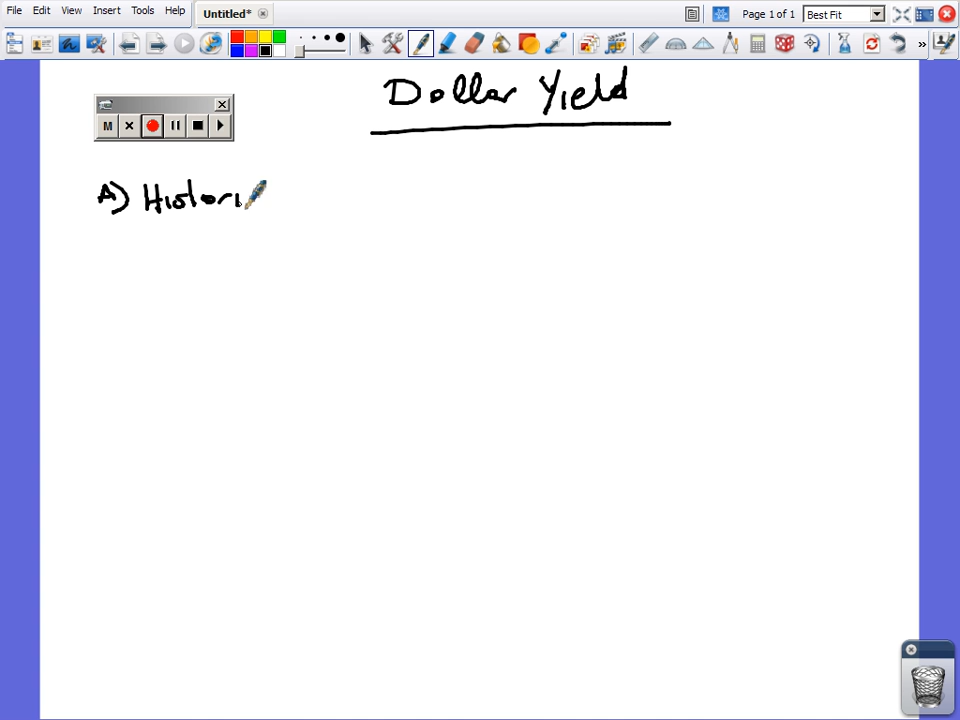 File Edit View Insert Tools Help Untitled* Page 1 of 1 Best Fit
»
M
Dollar Yield
A) Histori